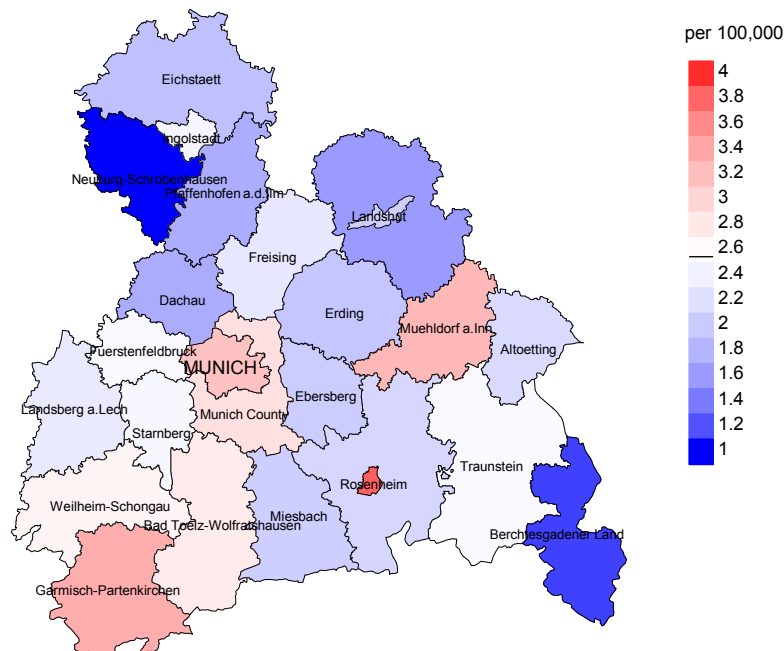 per 100,000
4
3.8
3.6
3.4
3.2
3
2.8
2.6
2.4
2.2
2
1.8
1.6
1.4
1.2
1
Eichstaett
Ingolstadt
Neuburg-Schrobenhausen
Pfaffenhofen a.d.Ilm
Landshut
Freising
Dachau
Erding
Muehldorf a.Inn
Altoetting
Fuerstenfeldbruck
MUNICH
Ebersberg
Landsberg a.Lech
Munich County
Starnberg
Traunstein
Rosenheim
Weilheim-Schongau
Miesbach
Bad Toelz-Wolfratshausen
Berchtesgadener Land
Garmisch-Partenkirchen